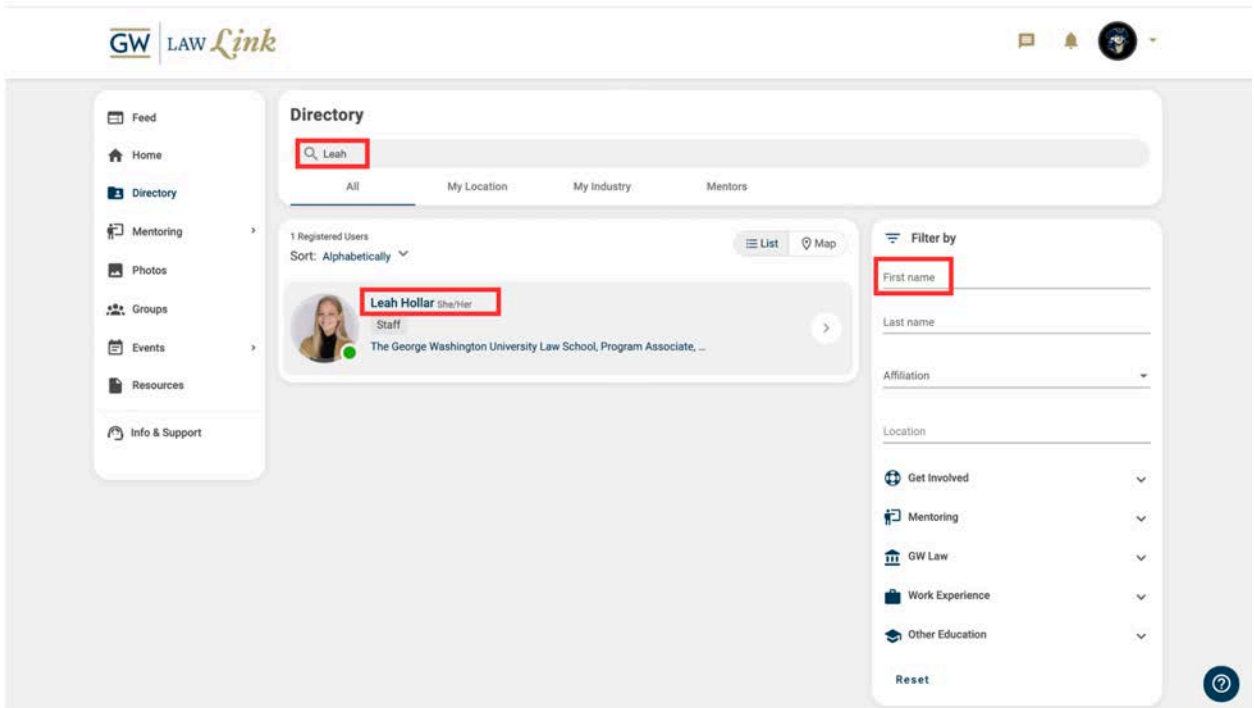 GW LAW Link
Feed
Home
Directory
Mentoring
Photos
Groups
Events
Resources
Info & Support
Directory
Leah
All My Location My Industry Mentors
1 Registered Users
Sort: Alphabetically
List Map
Leah Hollar She/Her
Staff
The George Washington University Law School, Program Associate, ...
Filter by
First name
Last name
Affiliation
Location
Get Involved
Mentoring
GW Law
Work Experience
Other Education
Reset